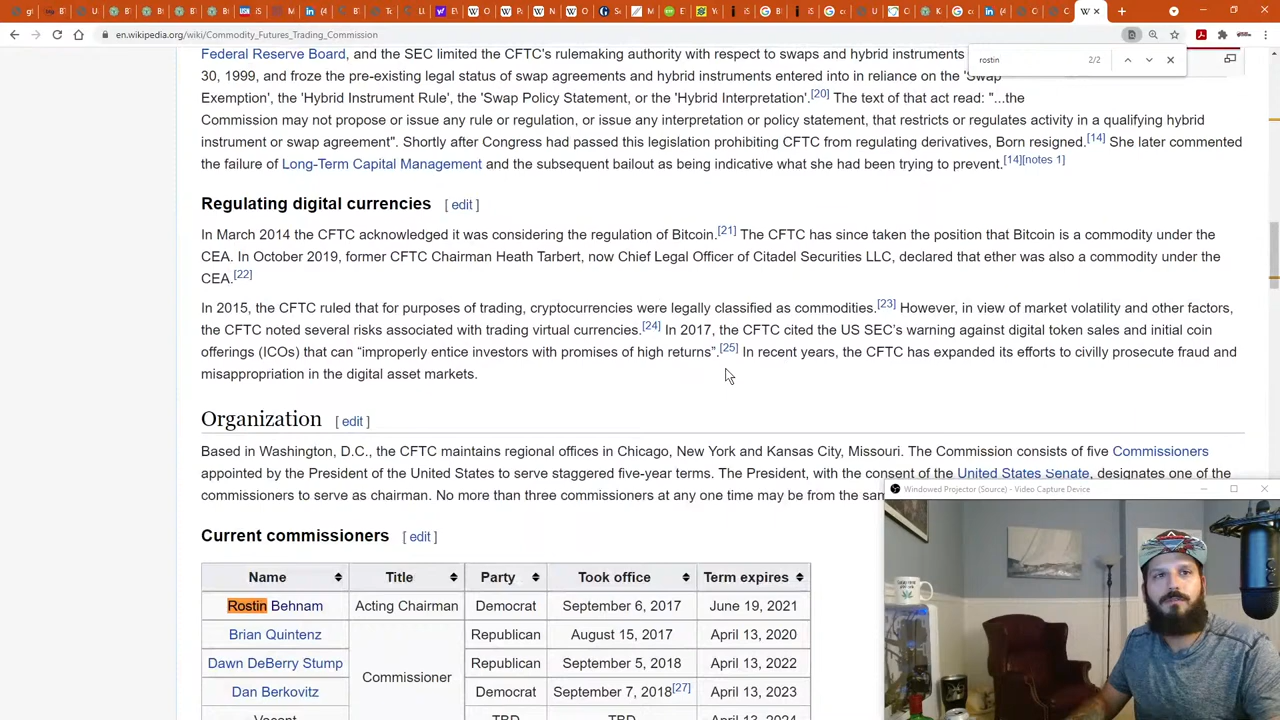 en.wikipedia.org/wiki/Commodity_Futures_Trading_Commission
rostin 2/2
Federal Reserve Board, and the SEC limited the CFTC's rulemaking authority with respect to swaps and hybrid instruments
30, 1999, and froze the pre-existing legal status of swap agreements and hybrid instruments entered into in reliance on the 'Swap
Exemption', the 'Hybrid Instrument Rule', the 'Swap Policy Statement, or the 'Hybrid Interpretation'.[20] The text of that act read: "...the
Commission may not propose or issue any rule or regulation, or issue any interpretation or policy statement, that restricts or regulates activity in a qualifying hybrid
instrument or swap agreement". Shortly after Congress had passed this legislation prohibiting CFTC from regulating derivatives, Born resigned.[14] She later commented
the failure of Long-Term Capital Management and the subsequent bailout as being indicative what she had been trying to prevent.[14][notes 1]
Regulating digital currencies [ edit ]
In March 2014 the CFTC acknowledged it was considering the regulation of Bitcoin.[21] The CFTC has since taken the position that Bitcoin is a commodity under the
CEA. In October 2019, former CFTC Chairman Heath Tarbert, now Chief Legal Officer of Citadel Securities LLC, declared that ether was also a commodity under the
CEA.[22]
In 2015, the CFTC ruled that for purposes of trading, cryptocurrencies were legally classified as commodities.[23] However, in view of market volatility and other factors,
the CFTC noted several risks associated with trading virtual currencies.[24] In 2017, the CFTC cited the US SEC's warning against digital token sales and initial coin
offerings (ICOs) that can “improperly entice investors with promises of high returns”.[25] In recent years, the CFTC has expanded its efforts to civilly prosecute fraud and
misappropriation in the digital asset markets.
Organization [ edit ]
Based in Washington, D.C., the CFTC maintains regional offices in Chicago, New York and Kansas City, Missouri. The Commission consists of five Commissioners
appointed by the President of the United States to serve staggered five-year terms. The President, with the consent of the United States Senate, designates one of the
commissioners to serve as chairman. No more than three commissioners at any one time may be from the
Windowed Projector (Source) - Video Capture Device
Current commissioners [ edit ]
Name Title Party Took office Term expires
Rostin Behnam Acting Chairman Democrat September 6, 2017 June 19, 2021
Brian Quintenz Republican August 15, 2017 April 13, 2020
Dawn DeBerry Stump Republican September 5, 2018 April 13, 2022
Commissioner
Dan Berkovitz Democrat September 7, 2018[27] April 13, 2023
Vacant TBD TBD April 13, 2024